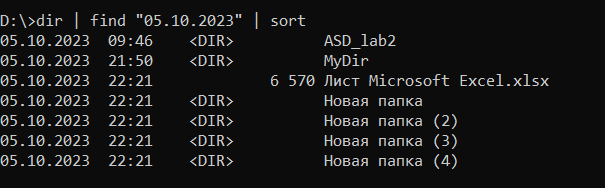 D:\>dir | find "05.10.2023" | sort
05.10.2023  09:46    <DIR>          ASD_lab2
05.10.2023  21:50    <DIR>          MyDir
05.10.2023  22:21             6 570 Лист Microsoft Excel.xlsx
05.10.2023  22:21    <DIR>          Новая папка
05.10.2023  22:21    <DIR>          Новая папка (2)
05.10.2023  22:21    <DIR>          Новая папка (3)
05.10.2023  22:21    <DIR>          Новая папка (4)